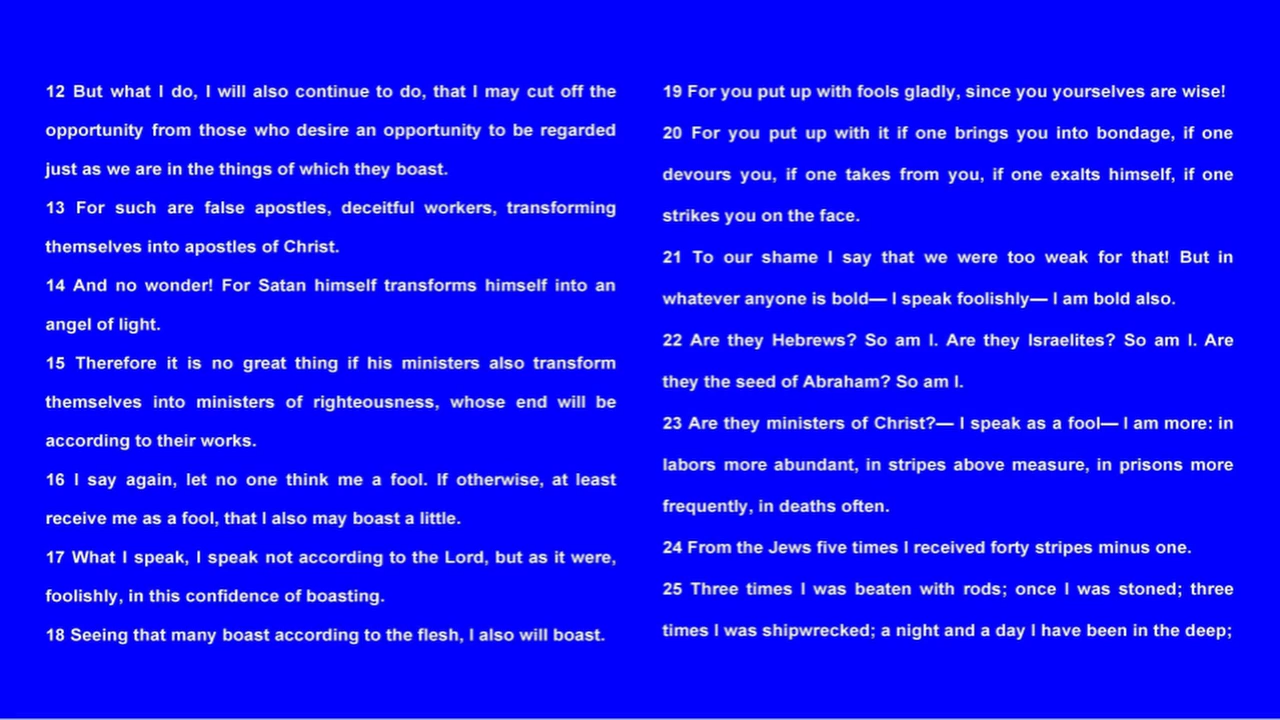 12 But what I do, I will also continue to do, that I may cut off the
opportunity from those who desire an opportunity to be regarded
just as we are in the things of which they boast.
13 For such are false apostles, deceitful workers, transforming
themselves into apostles of Christ.
14 And no wonder! For Satan himself transforms himself into an
angel of light.
15 Therefore it is no great thing if his ministers also transform
themselves into ministers of righteousness, whose end will be
according to their works.
16 I say again, let no one think me a fool. If otherwise, at least
receive me as a fool, that I also may boast a little.
17 What I speak, I speak not according to the Lord, but as it were,
foolishly, in this confidence of boasting.
18 Seeing that many boast according to the flesh, I also will boast.
19 For you put up with fools gladly, since you yourselves are wise!
20 For you put up with it if one brings you into bondage, if one
devours you, if one takes from you, if one exalts himself, if one
strikes you on the face.
21 To our shame I say that we were too weak for that! But in
whatever anyone is bold— I speak foolishly— I am bold also.
22 Are they Hebrews? So am I. Are they Israelites? So am I. Are
they the seed of Abraham? So am I.
23 Are they ministers of Christ?— I speak as a fool— I am more: in
labors more abundant, in stripes above measure, in prisons more
frequently, in deaths often.
24 From the Jews five times I received forty stripes minus one.
25 Three times I was beaten with rods; once I was stoned; three
times I was shipwrecked; a night and a day I have been in the deep;